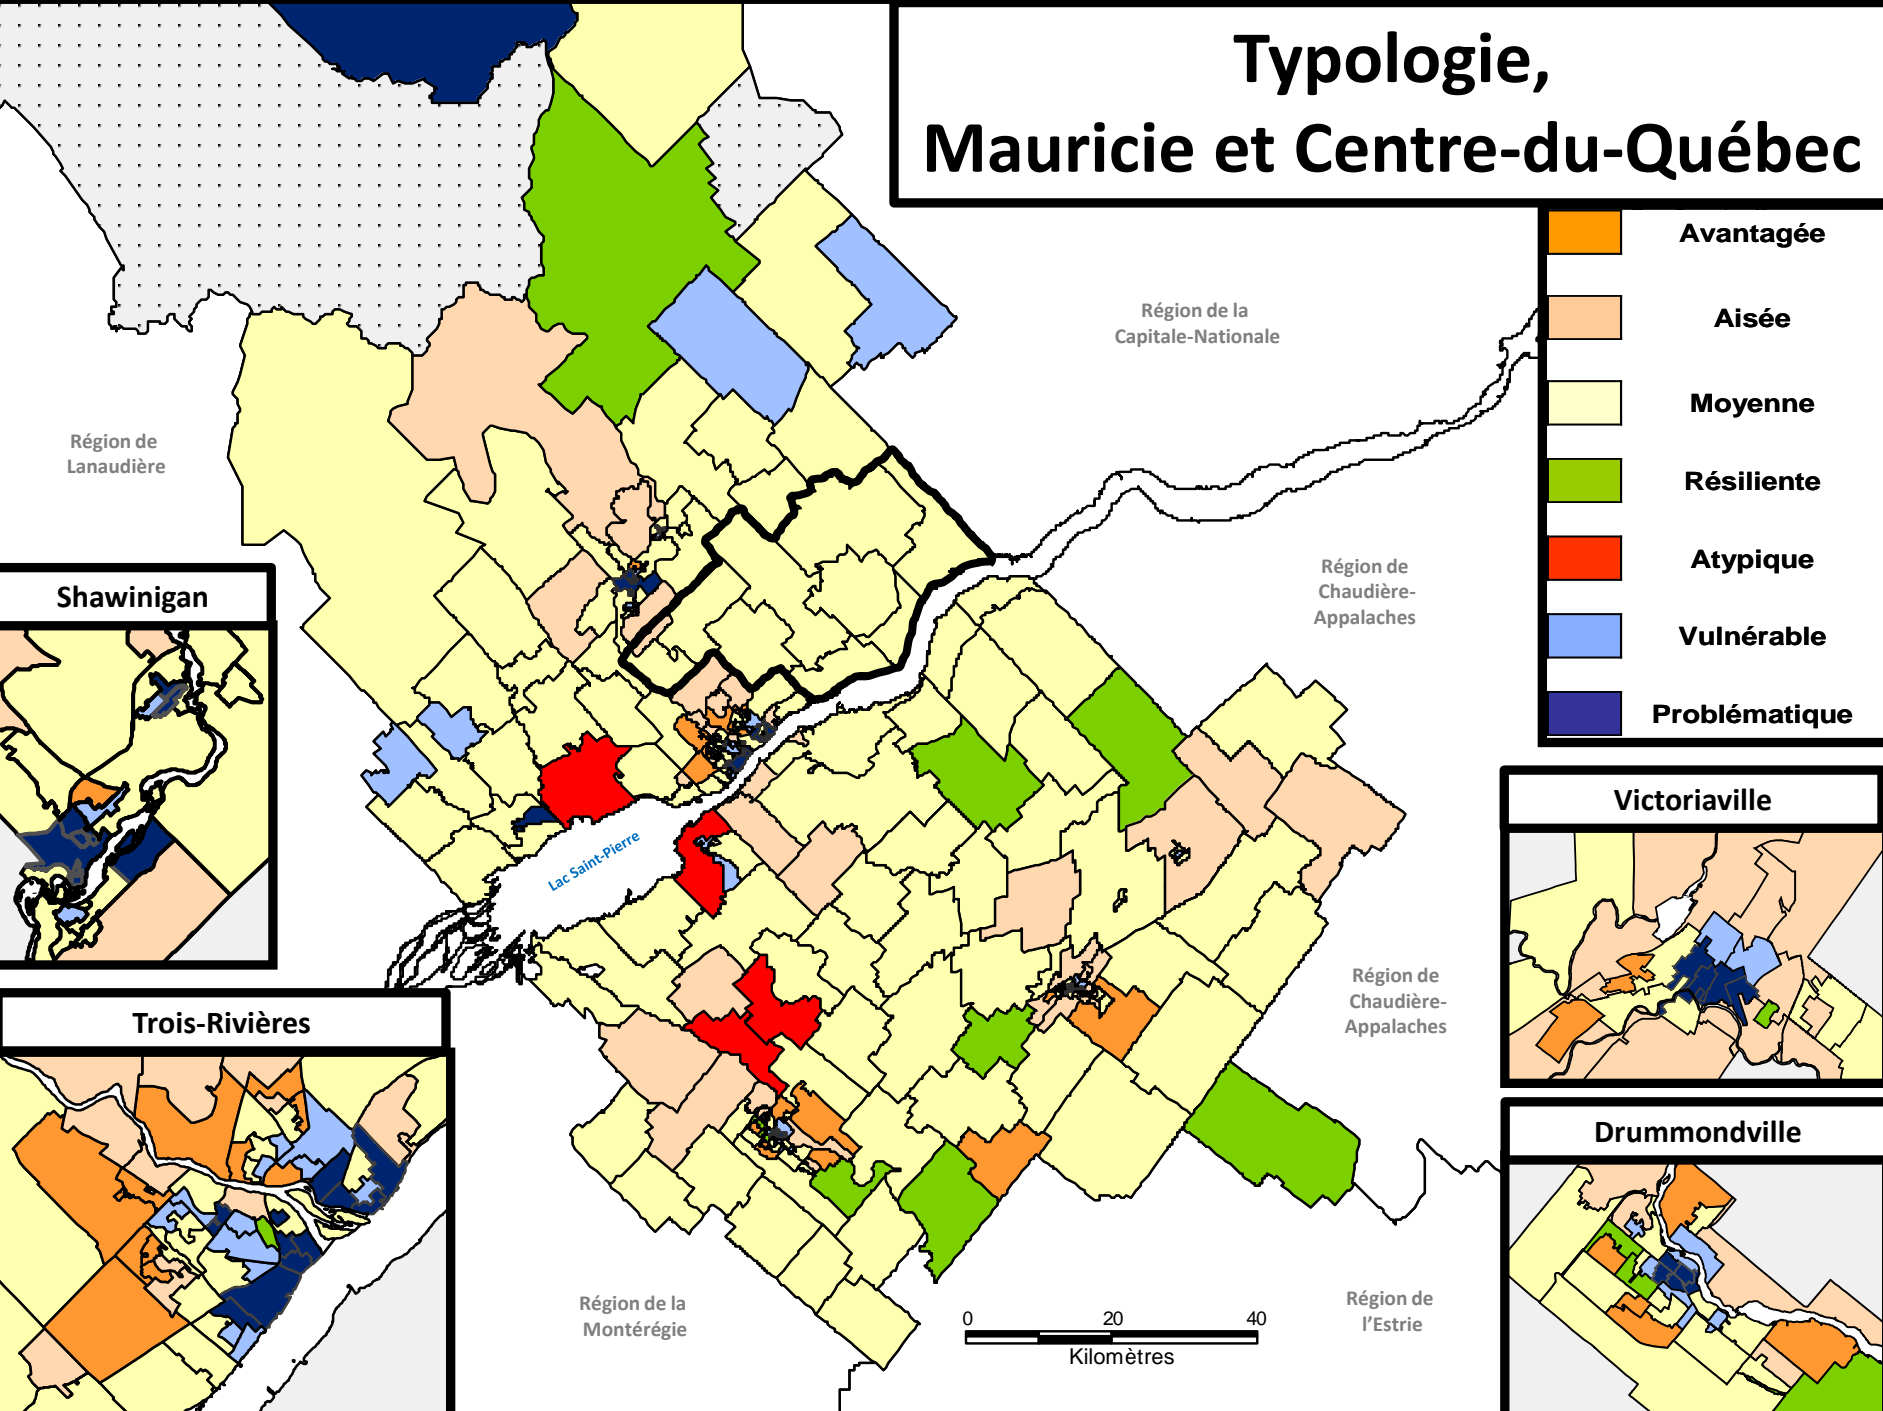 Typologie,
Mauricie et Centre-du-Québec
Avantagée
Aisée
Moyenne
Résiliente
Atypique
Vulnérable
Problématique
Région de la
Capitale-Nationale
Région de
Lanaudière
Région de
Chaudière-
Appalaches
Shawinigan
Trois-Rivières
Lac Saint-Pierre
Victoriaville
Région de
Chaudière-
Appalaches
Drummondville
Région de la
Montérégie
0 20 40
Kilomètres
Région de
l'Estrie